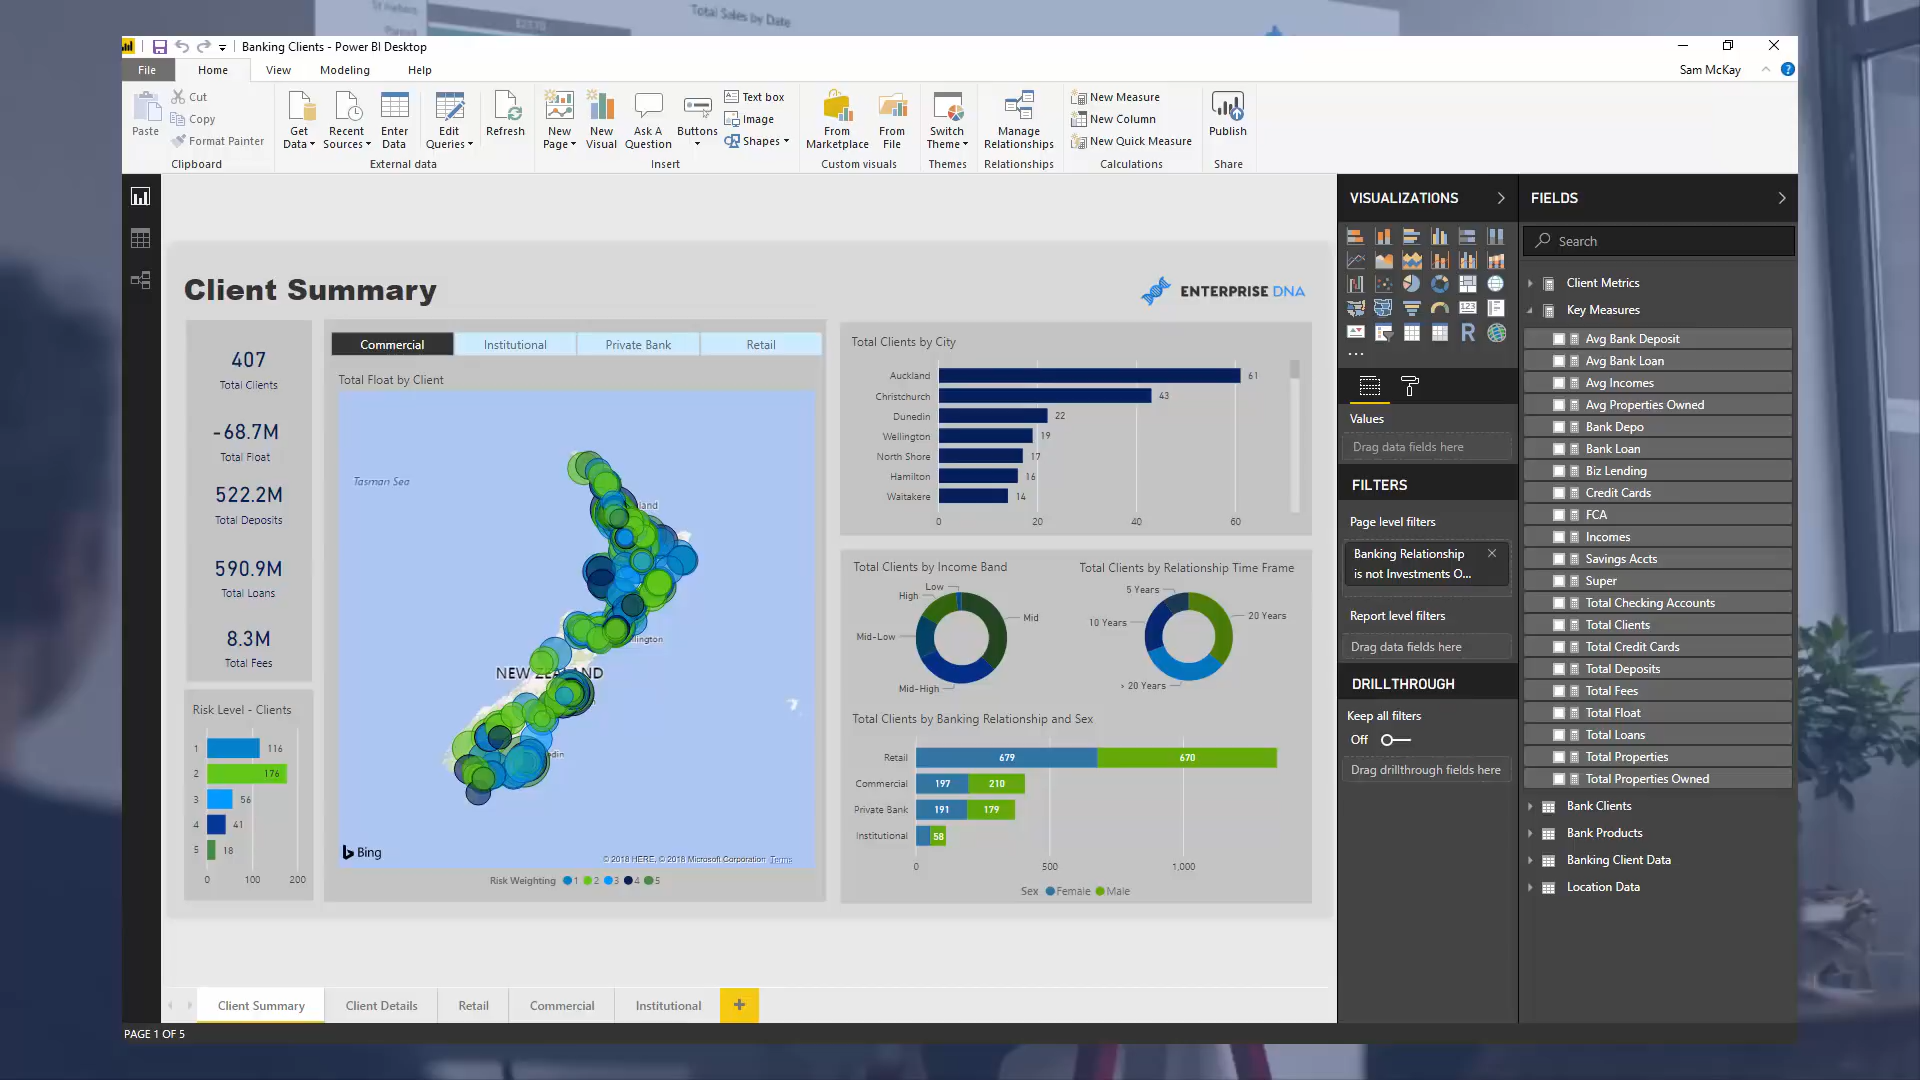 Total Sales by Date
Banking Clients - Power BI Desktop
File
Home
View
Modeling
Help
Sam McKay
?
Paste
Cut
Copy
Format Painter
Clipboard
Get Data
Recent Sources
Enter Data
Edit Queries
Refresh
External data
New Page
New Visual
Ask A Question
Buttons
Text box
Image
Shapes
Insert
From Marketplace
From File
Custom visuals
Switch Theme
Themes
Manage Relationships
Relationships
New Measure
New Column
New Quick Measure
Calculations
Publish
Share
Client Summary
ENTERPRISE DNA
407
Total Clients
-68.7M
Total Float
522.2M
Total Deposits
590.9M
Total Loans
8.3M
Total Fees
Risk Level - Clients
1 116
2 176
3 56
4 41
5 18
0 100 200
Commercial
Institutional
Private Bank
Retail
Total Float by Client
Tasman Sea
NEW ZEALAND
Bing
© 2018 HERE, © 2018 Microsoft Corporation Terms
Risk Weighting 1 2 3 4 5
Total Clients by City
Auckland 61
Christchurch 43
Dunedin 22
Wellington 19
North Shore 17
Hamilton 16
Waitakere 14
0 20 40 60
Total Clients by Income Band
Low
High
Mid
Mid-Low
Mid-High
Total Clients by Relationship Time Frame
5 Years
20 Years
10 Years
> 20 Years
Total Clients by Banking Relationship and Sex
Retail 679 670
Commercial 197 210
Private Bank 191 179
Institutional 58
0 500 1,000
Sex Female Male
VISUALIZATIONS
123
R
...
Values
Drag data fields here
FILTERS
Page level filters
Banking Relationship
is not Investments O...
Report level filters
Drag data fields here
DRILLTHROUGH
Keep all filters
Off
Drag drillthrough fields here
FIELDS
Search
Client Metrics
Key Measures
Avg Bank Deposit
Avg Bank Loan
Avg Incomes
Avg Properties Owned
Bank Depo
Bank Loan
Biz Lending
Credit Cards
FCA
Incomes
Savings Accts
Super
Total Checking Accounts
Total Clients
Total Credit Cards
Total Deposits
Total Fees
Total Float
Total Loans
Total Properties
Total Properties Owned
Bank Clients
Bank Products
Banking Client Data
Location Data
Client Summary
Client Details
Retail
Commercial
Institutional
+
PAGE 1 OF 5